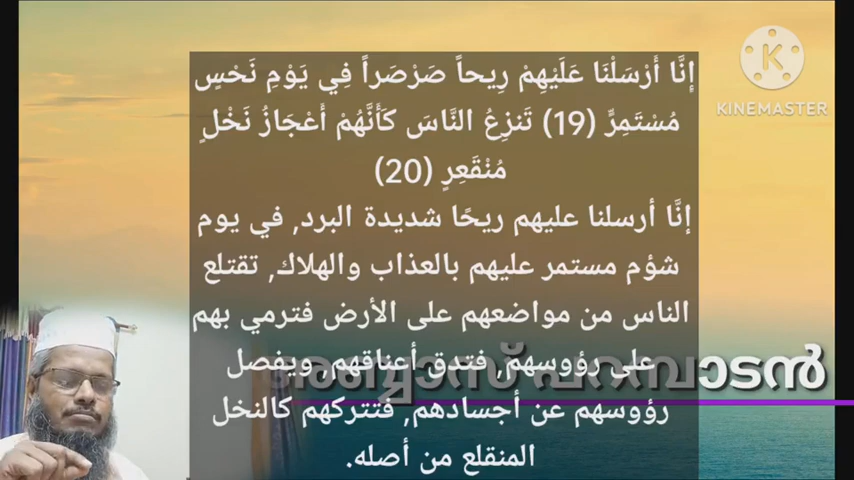 إِنَّا أَرْسَلْنَا عَلَيْهِمْ رِيحاً صَرْصَراً فِي يَوْمِ نَحْسٍ
مُسْتَمِرٍّ (19) تَنزِعُ النَّاسَ كَأَنَّهُمْ أَعْجَازُ نَخْلٍ
مُنْقَعِرٍ (20)
إنَّا أرسلنا عليهم ريحًا شديدة البرد, في يوم
شؤم مستمر عليهم بالعذاب والهلاك, تقتلع
الناس من مواضعهم على الأرض فترمي بهم
على رؤوسهم, فتدق أعناقهم, ويفصل
رؤوسهم عن أجسادهم, فتتركهم كالنخل
المنقلع من أصله.
KINEMASTER